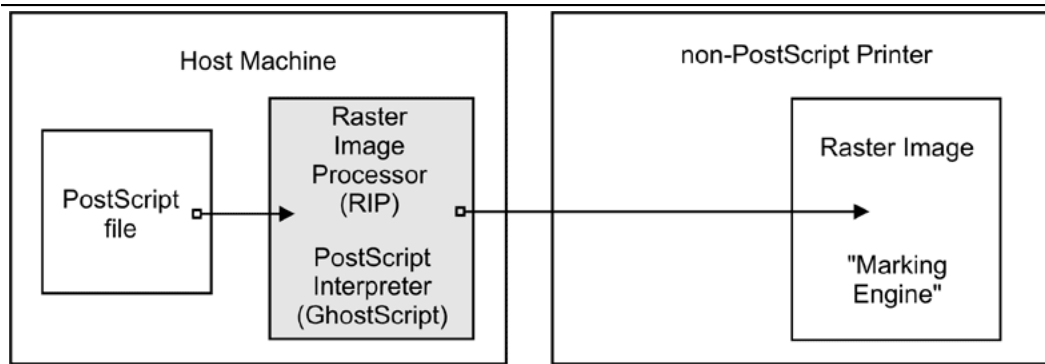 Host Machine
non-PostScript Printer
PostScript
file
Raster
Image
Processor
(RIP)
PostScript
Interpreter
(GhostScript)
Raster Image
"Marking
Engine"